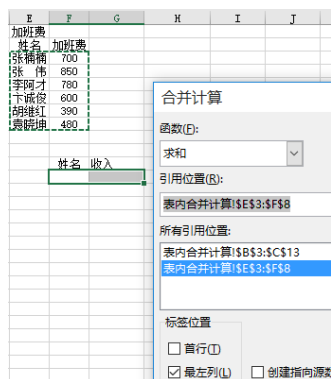 E F G H I J
加班费
姓名 加班费
张楠楠 700
张 伟 850
李阿才 780
卞诚俊 600
胡继红 390
袁晓坤 480
姓名 收入
合并计算
函数(F):
求和
引用位置(R):
表内合并计算!$E$3:$F$8
所有引用位置:
表内合并计算!$B$3:$C$13
表内合并计算!$E$3:$F$8
标签位置
首行(T)
最左列(L) 创建指向源数